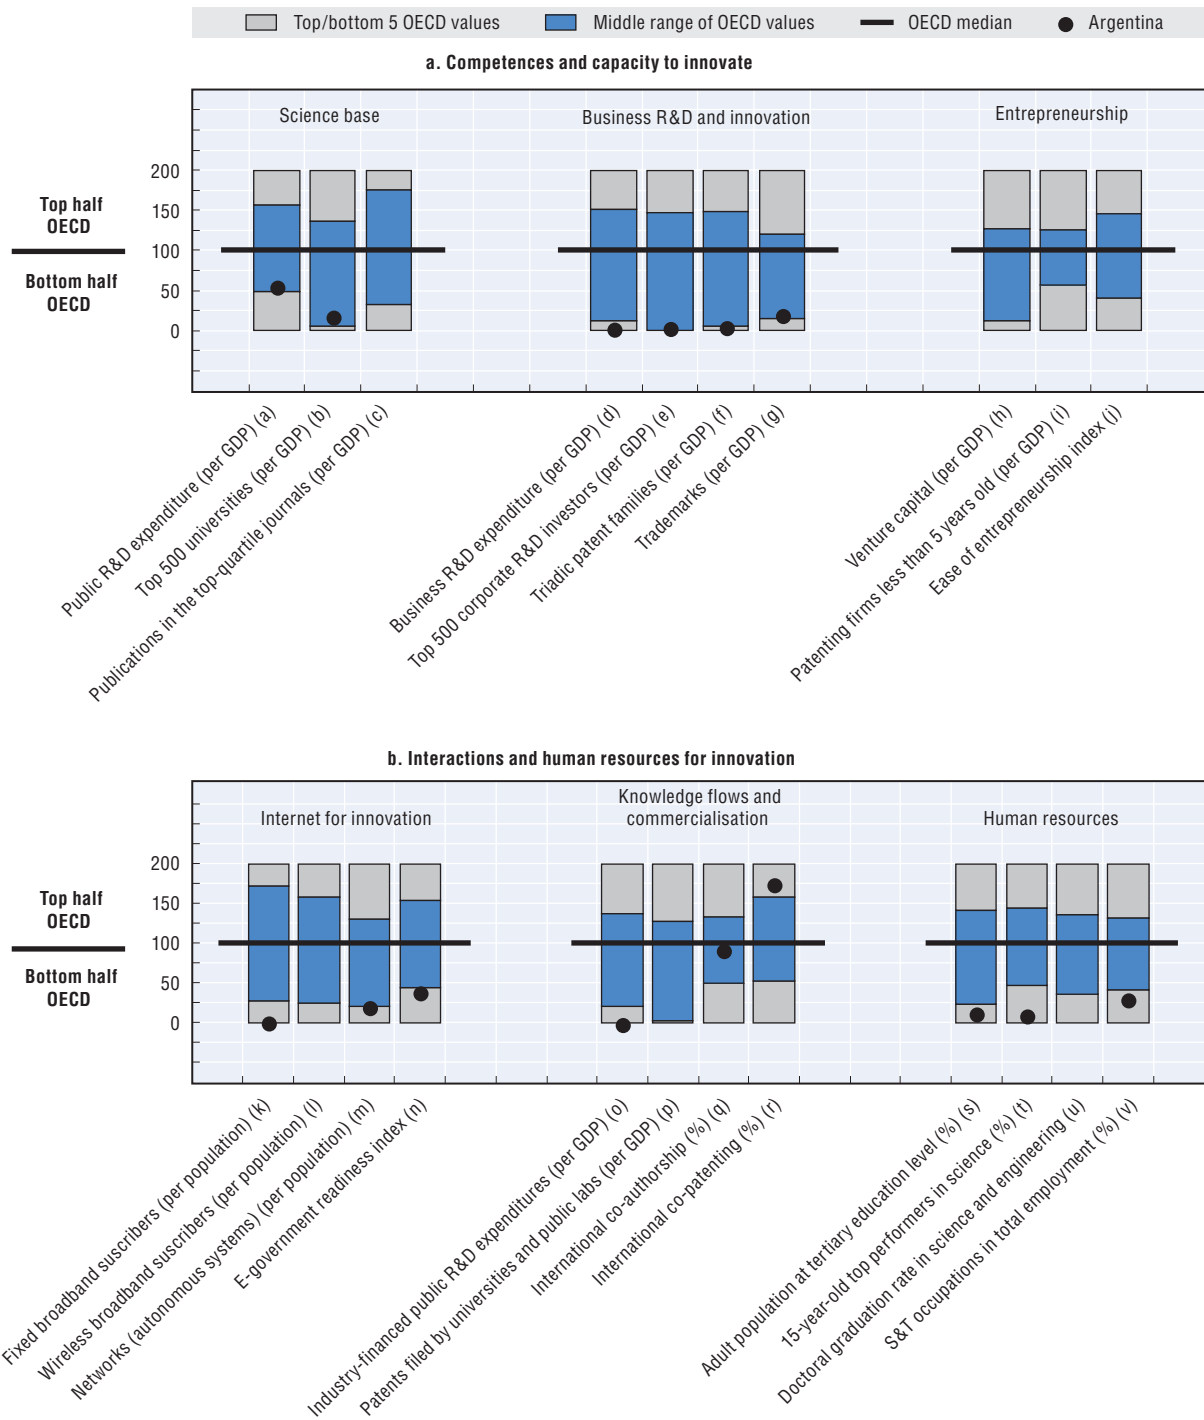 Top/bottom 5 OECD values Middle range of OECD values OECD median Argentina
a. Competences and capacity to innovate
Science base Business R&D and innovation Entrepreneurship
200
150
100
50
0
Top half
OECD
Bottom half
OECD
Public R&D expenditure (per GDP) (a)
Top 500 universities (per GDP) (b)
Publications in the top-quartile journals (per GDP) (c)
Business R&D expenditure (per GDP) (d)
Top 500 corporate R&D investors (per GDP) (e)
Triadic patent families (per GDP) (f)
Trademarks (per GDP) (g)
Venture capital (per GDP) (h)
Patenting firms less than 5 years old (per GDP) (i)
Ease of entrepreneurship index (j)
b. Interactions and human resources for innovation
Internet for innovation
Knowledge flows and
commercialisation
Human resources
200
150
100
50
0
Top half
OECD
Bottom half
OECD
Fixed broadband suscribers (per population) (k)
Wireless broadband suscribers (per population) (l)
Networks (autonomous systems) (per population) (m)
E-government readiness index (n)
Industry-financed public R&D expenditures (per GDP) (o)
Patents filed by universities and public labs (per GDP) (p)
International co-authorship (%) (q)
International co-patenting (%) (r)
Adult population at tertiary education level (%) (s)
15-year-old top performers in science (%) (t)
Doctoral graduation rate in science and engineering (u)
S&T occupations in total employment (%) (v)